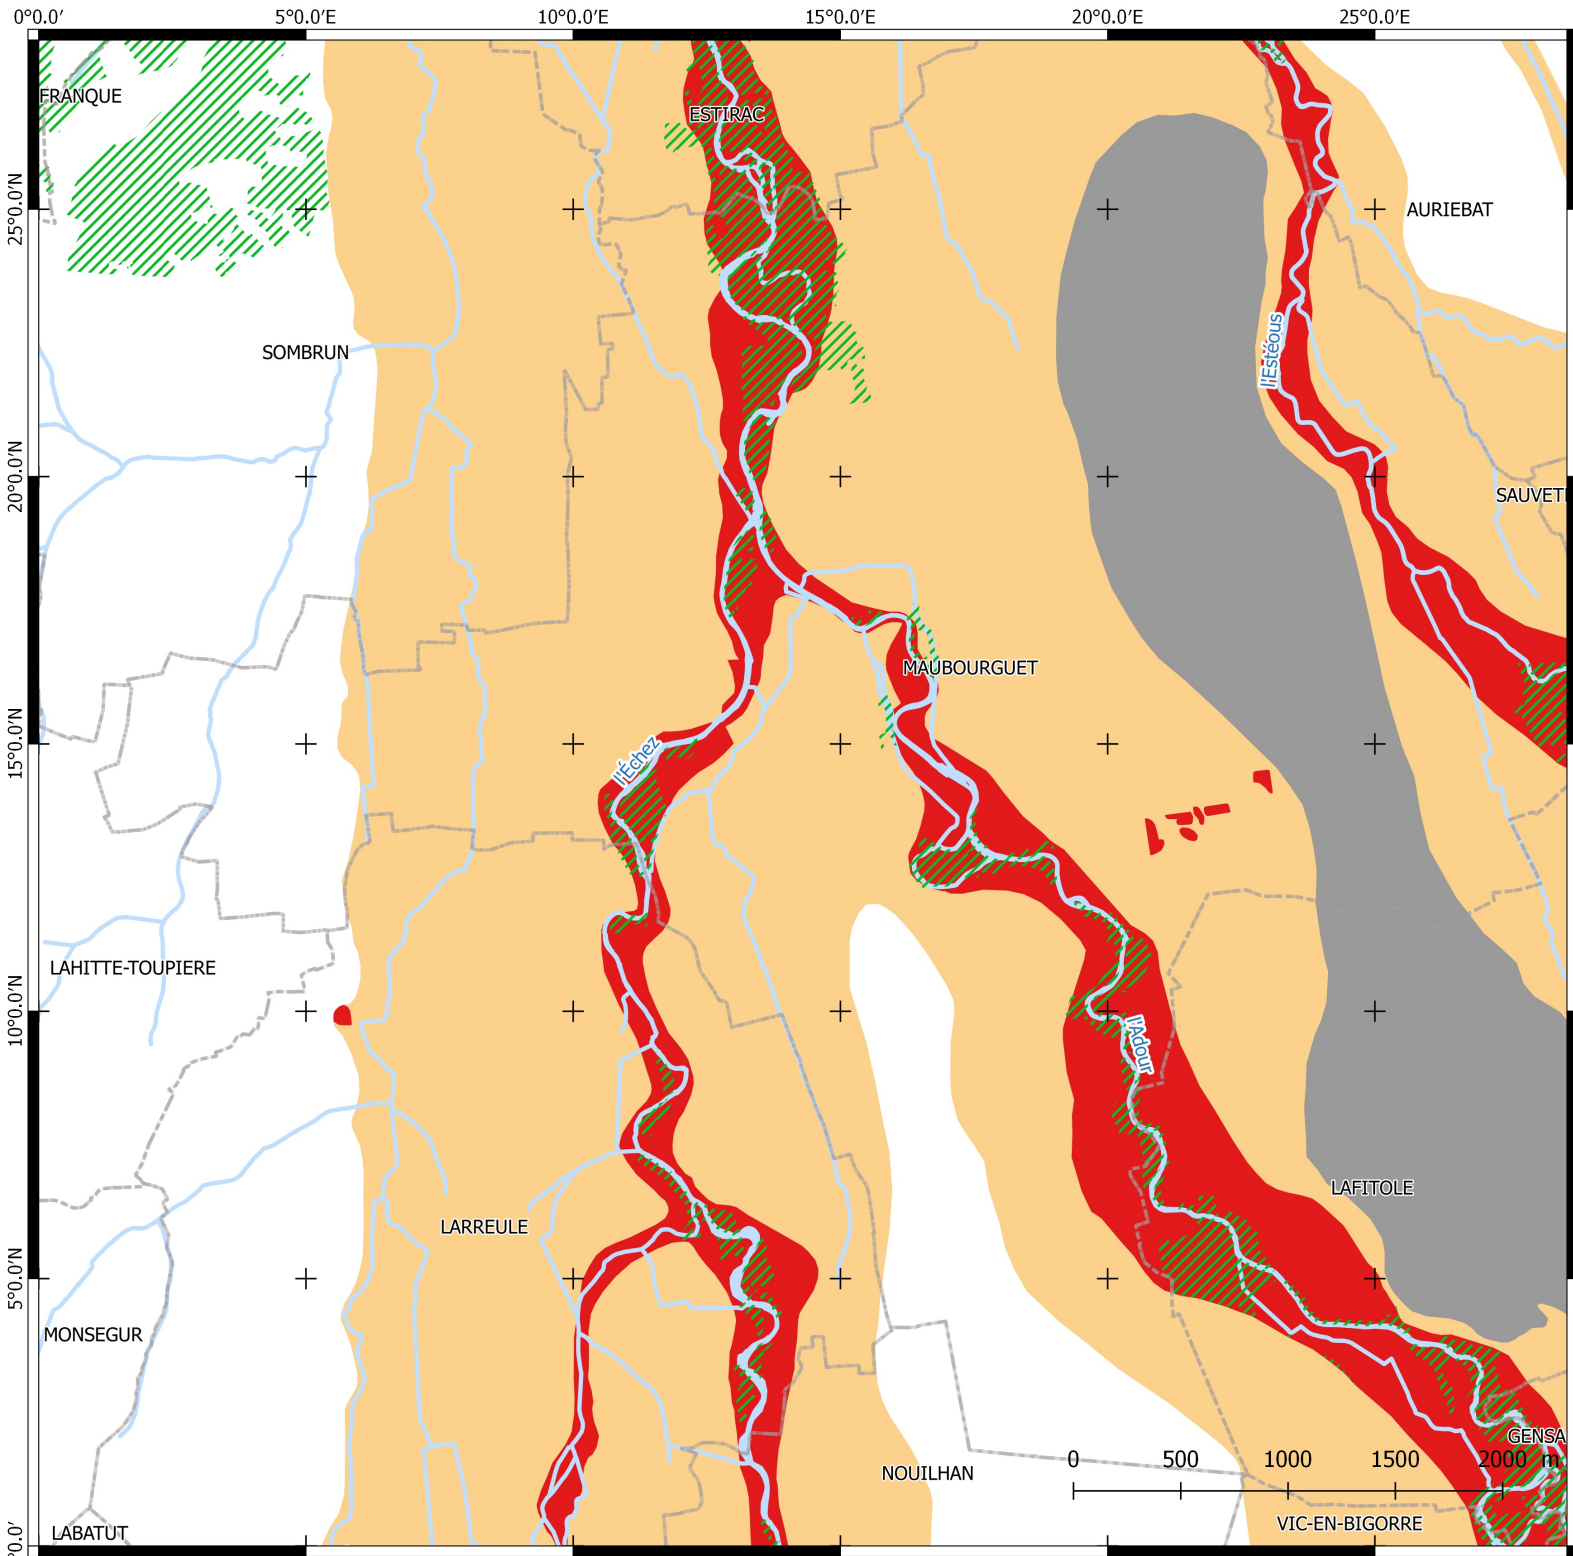 0°0.0′ 5°0.0′E 10°0.0′E 15°0.0′E 20°0.0′E 25°0.0′E
FRANQUE
ESTIRAC
25°0.0′N
AURIEBAT
l'Estéous
SOMBRUN
20°0.0′N
SAUVET
MAUBOURGUET
15°0.0′N
l'Échez
LAHITTE-TOUPIERE
10°0.0′N
l'Adour
LAFITOLE
LARREULE
5°0.0′N
MONSEGUR
GENSA
0 500 1000 1500 2000 m
NOUILHAN
VIC-EN-BIGORRE
LABATUT
°0.0′